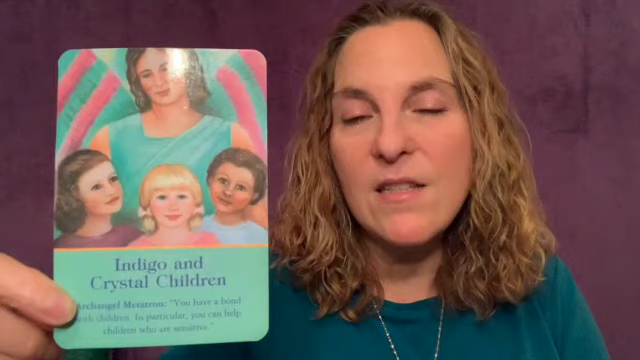 Indigo and
Crystal Children
Archangel Metatron: "You have a bond
with children. In particular, you can help
children who are sensitive."